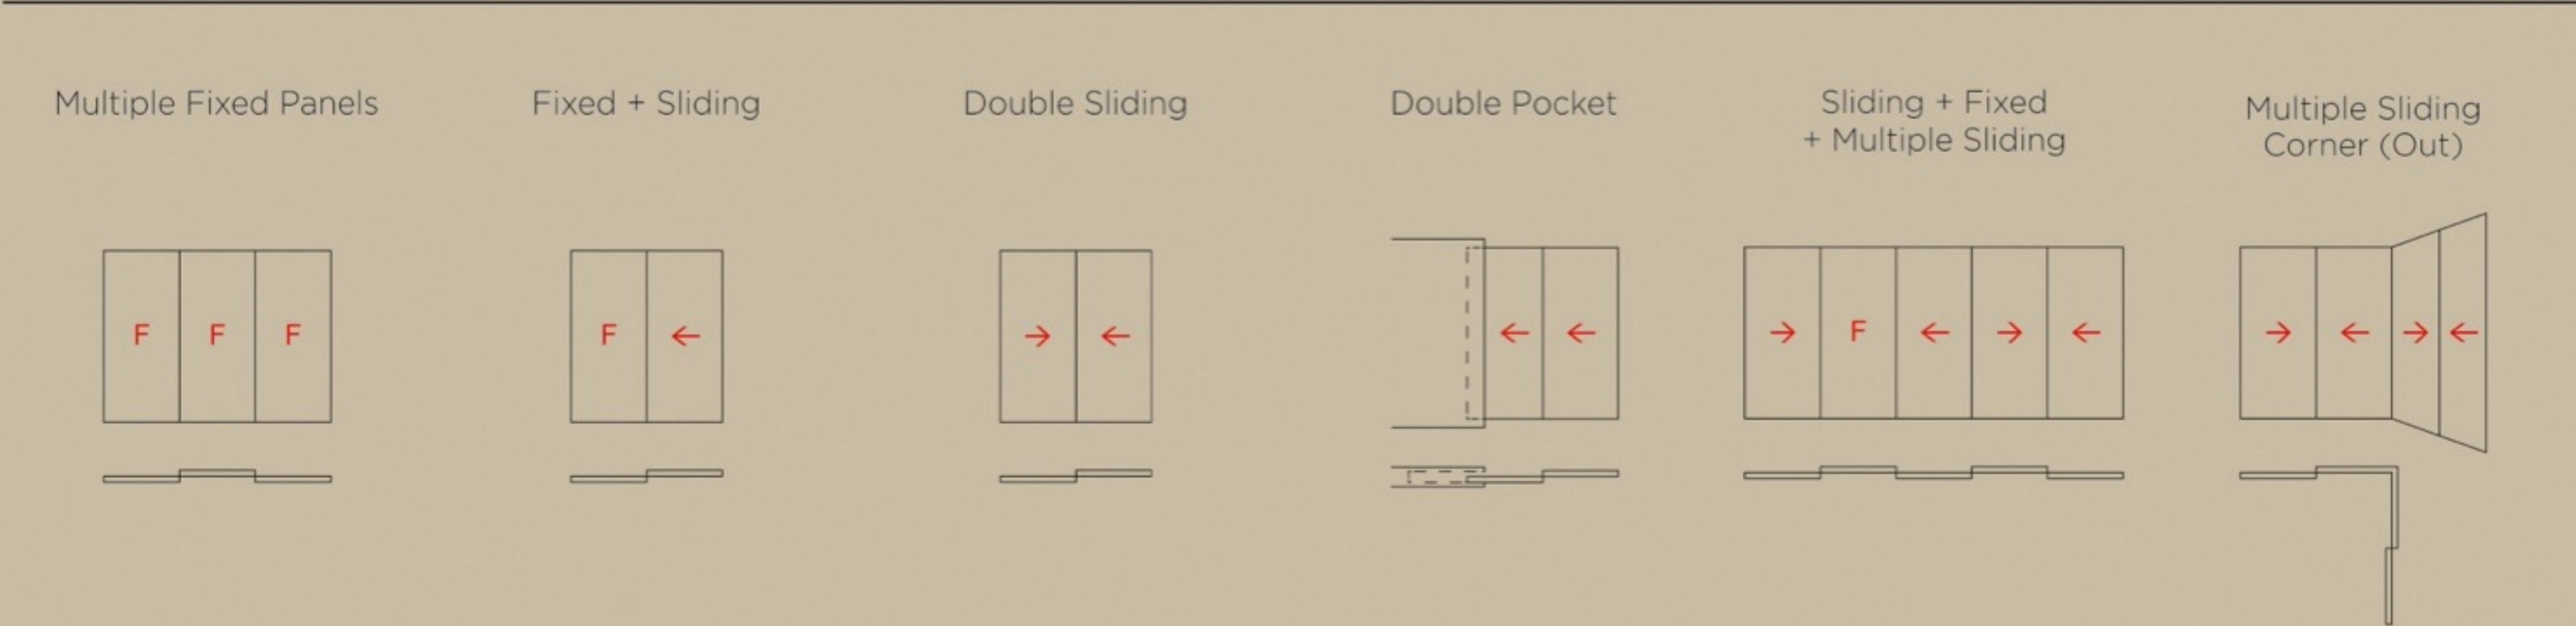 Multiple Fixed Panels
Fixed + Sliding
Double Sliding
Double Pocket
Sliding + Fixed
+ Multiple Sliding
Multiple Sliding
Corner (Out)
F F F
F ←
→ ←
← ←
→ F ← → ←
→ ← → ←